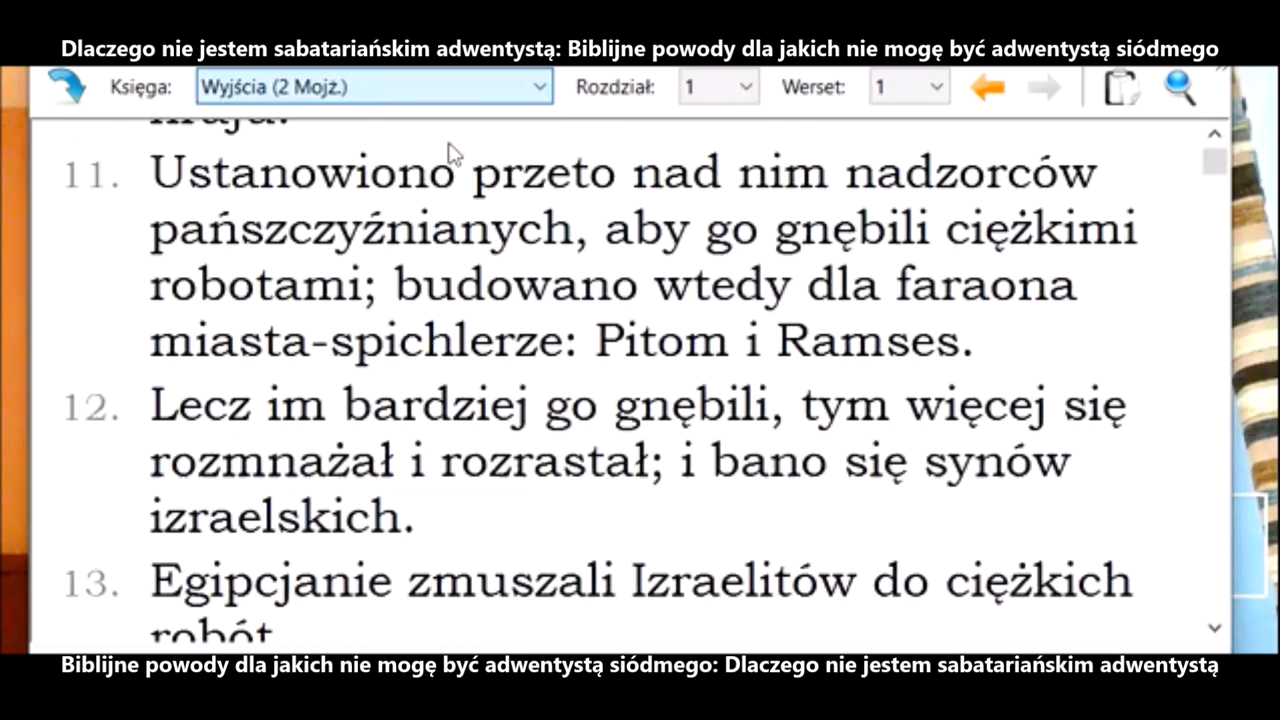 Dlaczego nie jestem sabatariańskim adwentystą: Biblijne powody dla jakich nie mogę być adwentystą siódmego
Księga: Wyjścia (2 Mojż.) Rozdział: 1 Werset: 1
kraju.
11. Ustanowiono przeto nad nim nadzorców
pańszczyźnianych, aby go gnębili ciężkimi
robotami; budowano wtedy dla faraona
miasta-spichlerze: Pitom i Ramses.
12. Lecz im bardziej go gnębili, tym więcej się
rozmnażał i rozrastał; i bano się synów
izraelskich.
13. Egipcjanie zmuszali Izraelitów do ciężkich
robót
Biblijne powody dla jakich nie mogę być adwentystą siódmego: Dlaczego nie jestem sabatariańskim adwentystą